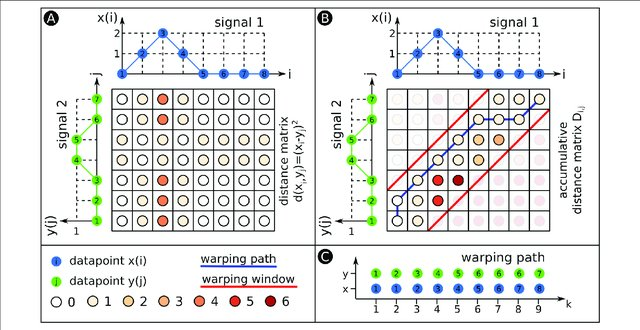 A
x(i)
signal 1
2
1
3
2 4
1 5 6 7 8
i
j
signal 2
7
6
5
4
3
2
1
y(j)
1
distance matrix
d(xi,yj)=(xi-yj)²
B
x(i)
signal 1
2
1
3
2 4
1 5 6 7 8
i
j
signal 2
7
6
5
4
3
2
1
y(j)
1
accumulative
distance matrix Di,j
i datapoint x(i)
warping path
j datapoint y(j)
warping window
0 1 2 3 4 5 6
C
warping path
y 1 2 3 4 5 6 6 6 7
x 1 1 2 3 4 5 6 7 8
1 2 3 4 5 6 7 8 9
k